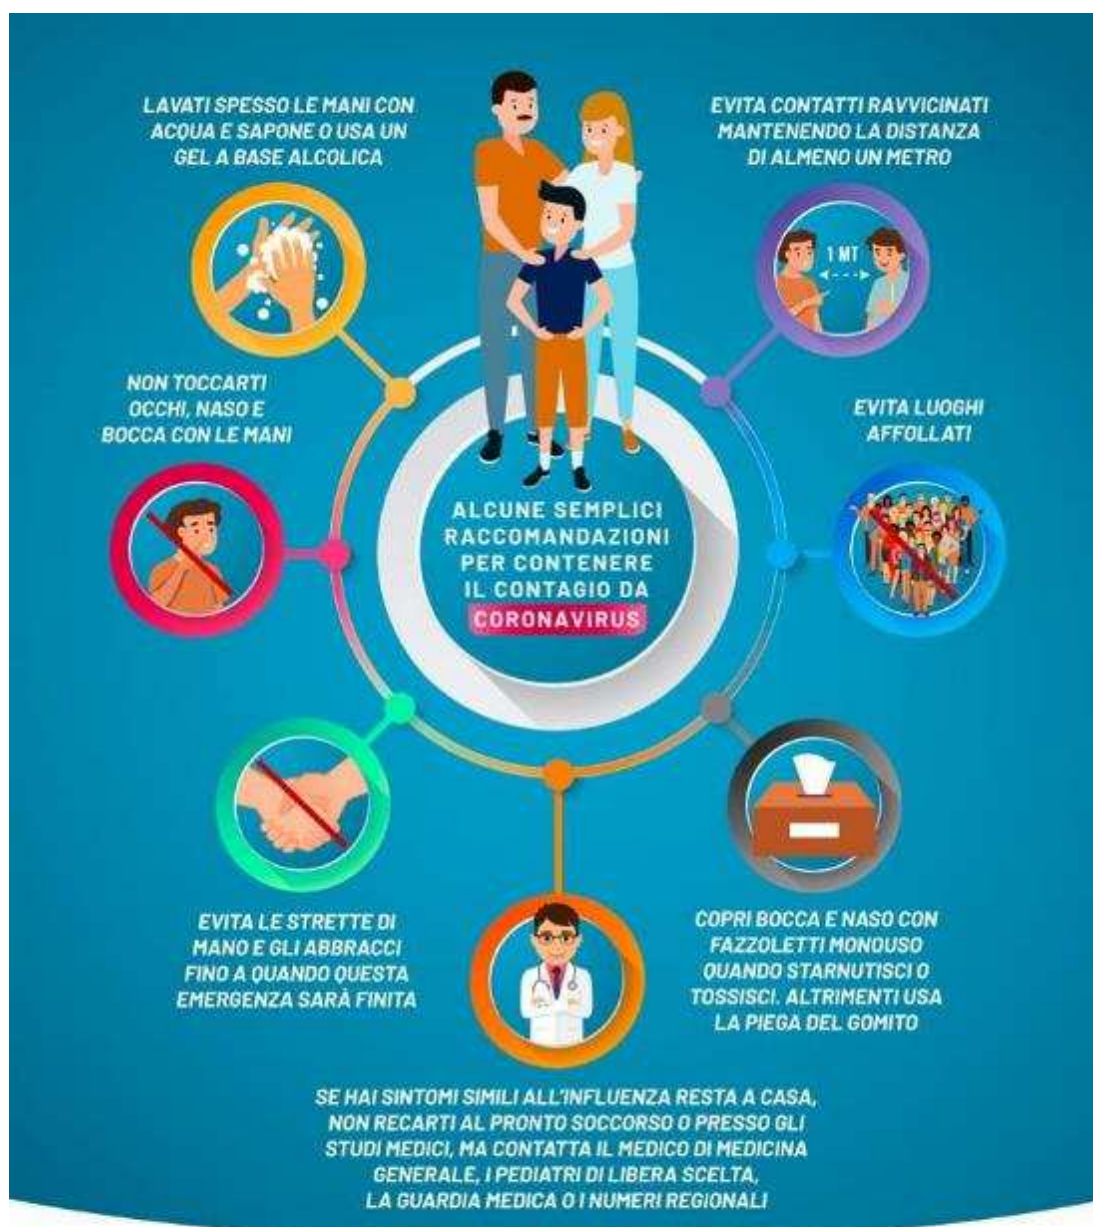 LAVATI SPESSO LE MANI CON
ACQUA E SAPONE O USA UN
GEL A BASE ALCOLICA
EVITA CONTATTI RAVVICINATI
MANTENENDO LA DISTANZA
DI ALMENO UN METRO
1 MT
NON TOCCARTI
OCCHI, NASO E
BOCCA CON LE MANI
EVITA LUOGHI
AFFOLLATI
ALCUNE SEMPLICI
RACCOMANDAZIONI
PER CONTENERE
IL CONTAGIO DA
CORONAVIRUS
EVITA LE STRETTE DI
MANO E GLI ABBRACCI
FINO A QUANDO QUESTA
EMERGENZA SARÀ FINITA
COPRI BOCCA E NASO CON
FAZZOLETTI MONOUSO
QUANDO STARNUTISCI O
TOSSISCI. ALTRIMENTI USA
LA PIEGA DEL GOMITO
SE HAI SINTOMI SIMILI ALL'INFLUENZA RESTA A CASA,
NON RECARTI AL PRONTO SOCCORSO O PRESSO GLI
STUDI MEDICI, MA CONTATTA IL MEDICO DI MEDICINA
GENERALE, I PEDIATRI DI LIBERA SCELTA,
LA GUARDIA MEDICA O I NUMERI REGIONALI